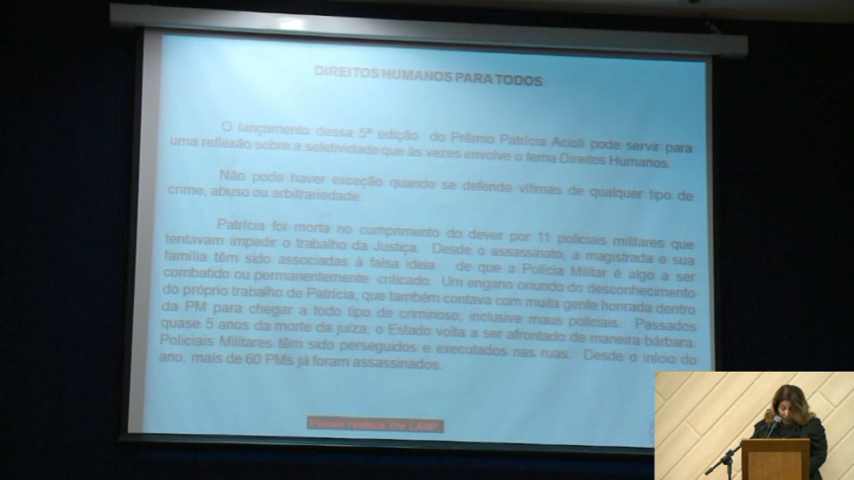 DIREITOS HUMANOS PARA TODOS
O lançamento dessa 5ª edição do Prêmio Patrícia Acioli pode servir para
uma reflexão sobre a seletividade que às vezes envolve o tema Direitos Humanos.
Não pode haver exceção quando se defende vítimas de qualquer tipo de
crime, abuso ou arbitrariedade.
Patrícia foi morta no cumprimento do dever por 11 policiais militares que
tentavam impedir o trabalho da Justiça. Desde o assassinato, a magistrada e sua
família têm sido associadas à falsa ideia de que a Polícia Militar é algo a ser
combatido ou permanentemente criticado. Um engano oriundo do desconhecimento
do próprio trabalho de Patrícia, que também contava com muita gente honrada dentro
da PM para chegar a todo tipo de criminoso, inclusive maus policiais. Passados
quase 5 anos da morte da juíza, o Estado volta a ser afrontado de maneira bárbara.
Policiais Militares têm sido perseguidos e executados nas ruas. Desde o início do
ano, mais de 60 PMs já foram assassinados.
Please replace the LAMP.